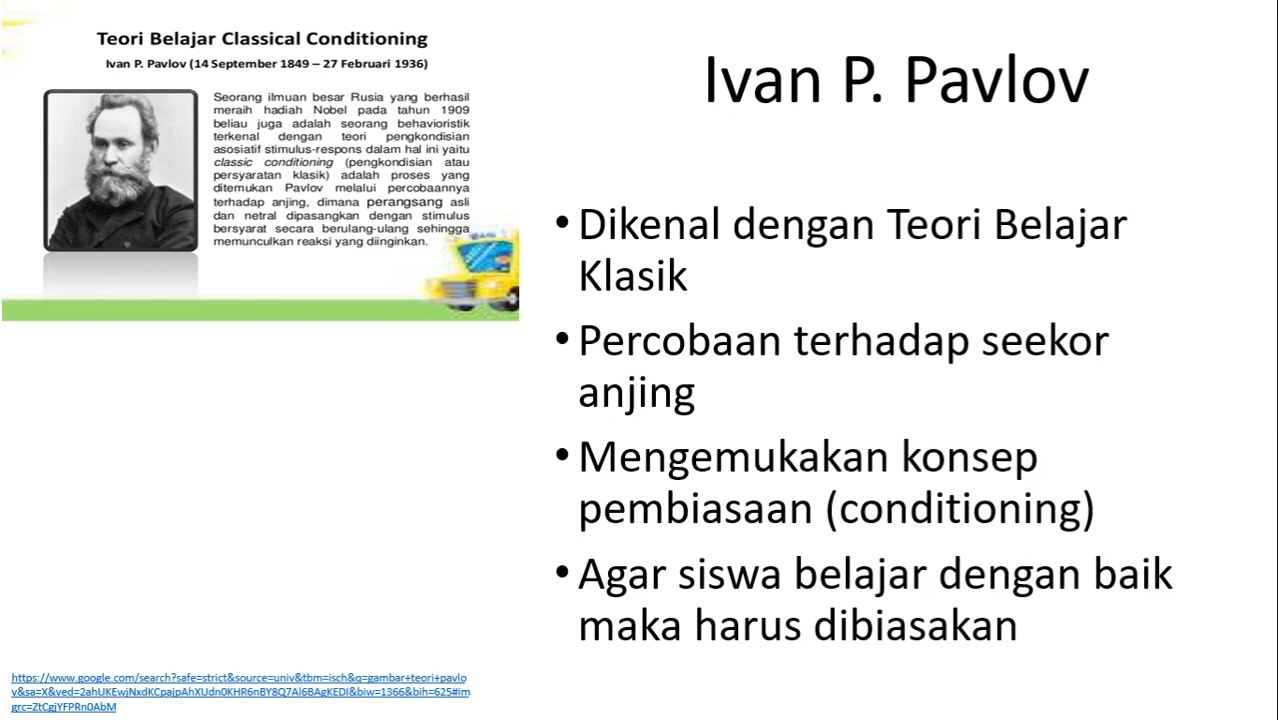 Teori Belajar Classical Conditioning
Ivan P. Pavlov (14 September 1849 – 27 Februari 1936)
Seorang ilmuan besar Rusia yang berhasil
meraih hadiah Nobel pada tahun 1909
beliau juga adalah seorang behavioristik
terkenal dengan teori pengkondisian
asosiatif stimulus-respons dalam hal ini yaitu
classic conditioning (pengkondisian atau
persyaratan klasik) adalah proses yang
ditemukan Pavlov melalui percobaannya
terhadap anjing, dimana perangsang asli
dan netral dipasangkan dengan stimulus
bersyarat secara berulang-ulang sehingga
memunculkan reaksi yang diinginkan.
Ivan P. Pavlov
• Dikenal dengan Teori Belajar
Klasik
• Percobaan terhadap seekor
anjing
• Mengemukakan konsep
pembiasaan (conditioning)
• Agar siswa belajar dengan baik
maka harus dibiasakan
https://www.google.com/search?safe=strict&source=univ&tbm=isch&q=gambar+teori+pavlo
v&sa=X&ved=2ahUKEwjNxdKCpajpAhXUdn0KHR6nBY8Q7Al6BAgKEDI&biw=1366&bih=625#im
grc=ZtCgjYFPRn0AbM